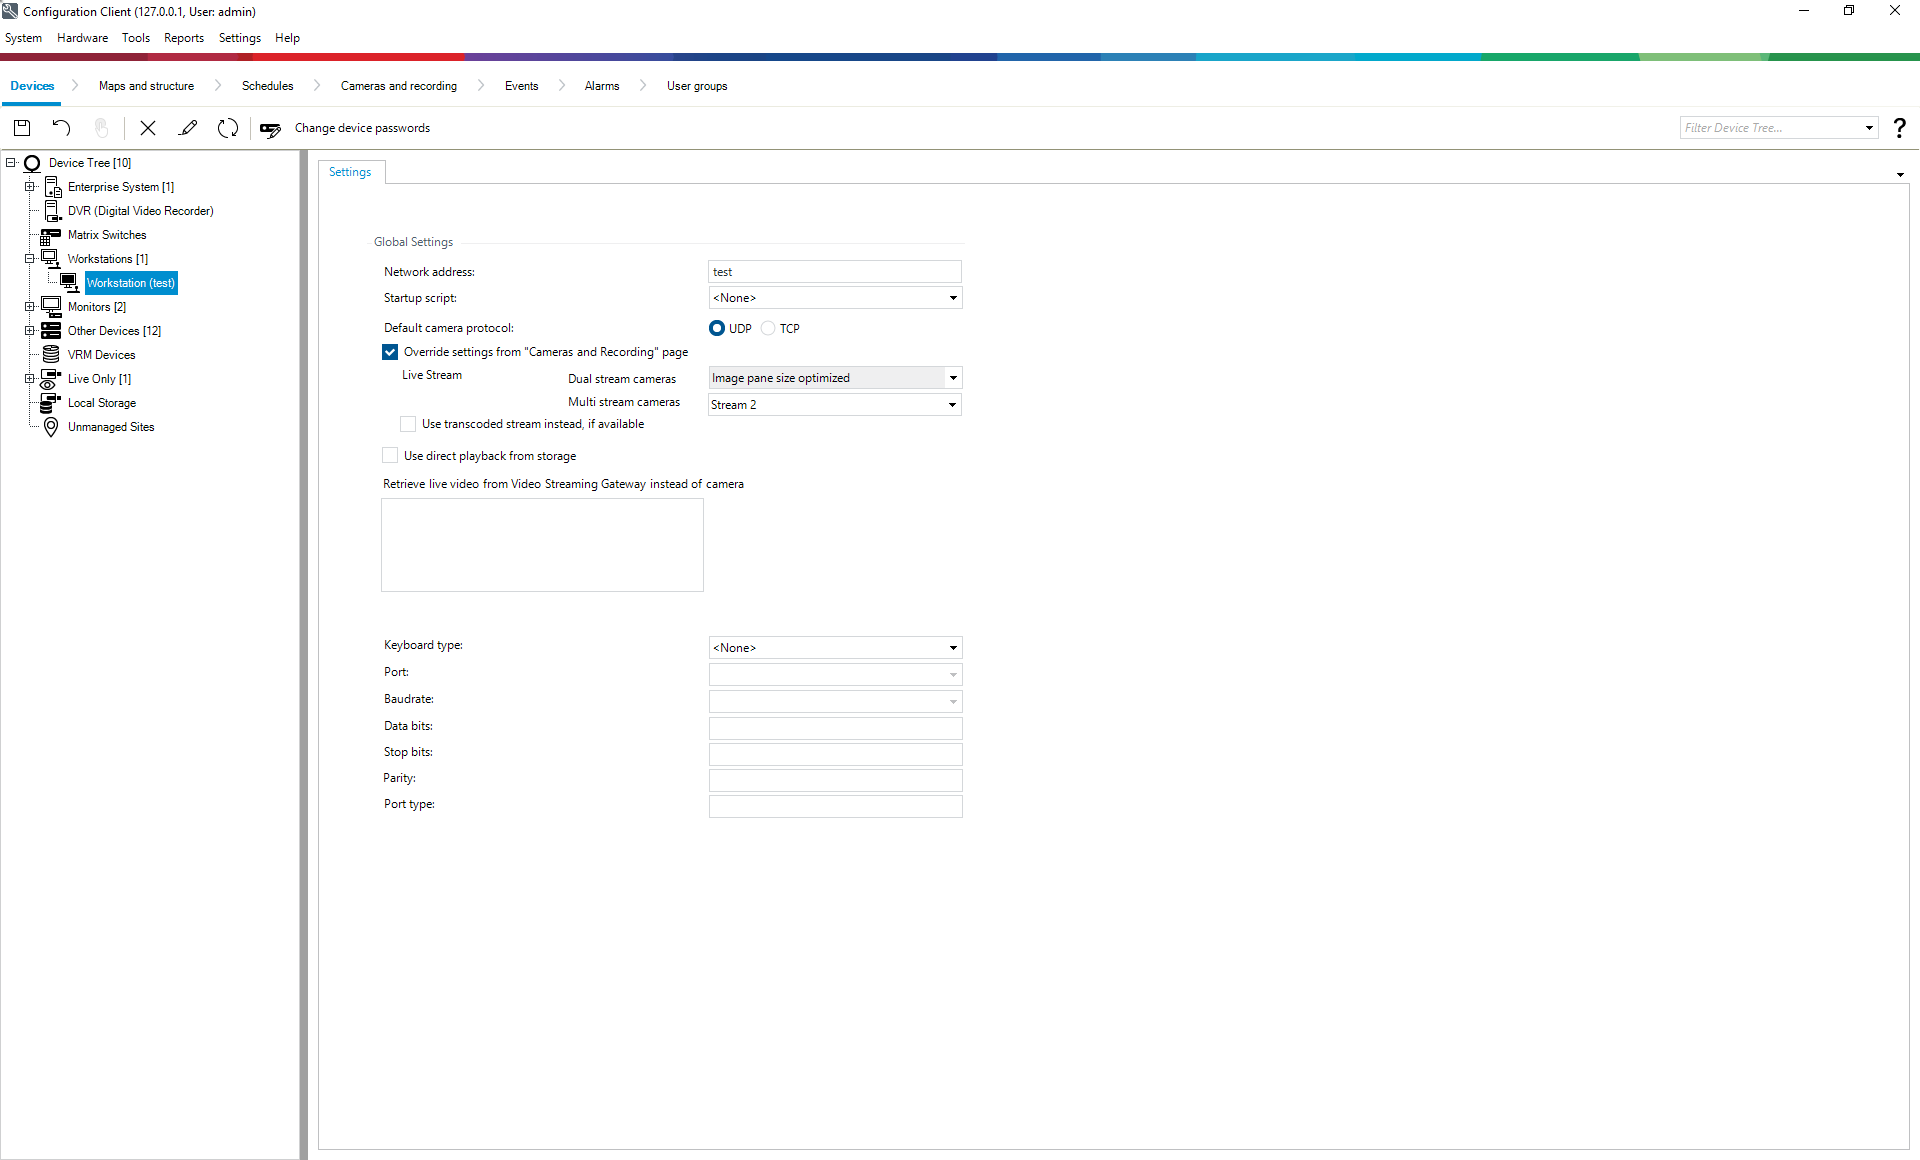 Configuration Client (127.0.0.1, User: admin)
System Hardware Tools Reports Settings Help
Devices Maps and structure Schedules Cameras and recording Events Alarms User groups
Change device passwords
Filter Device Tree...
?
Device Tree [10]
Enterprise System [1]
DVR (Digital Video Recorder)
Matrix Switches
Workstations [1]
Workstation (test)
Monitors [2]
Other Devices [12]
VRM Devices
Live Only [1]
Local Storage
Unmanaged Sites
Settings
Global Settings
Network address: test
Startup script: <None>
Default camera protocol: UDP TCP
Override settings from "Cameras and Recording" page
Live Stream Dual stream cameras Image pane size optimized
Multi stream cameras Stream 2
Use transcoded stream instead, if available
Use direct playback from storage
Retrieve live video from Video Streaming Gateway instead of camera
Keyboard type: <None>
Port:
Baudrate:
Data bits:
Stop bits:
Parity:
Port type: